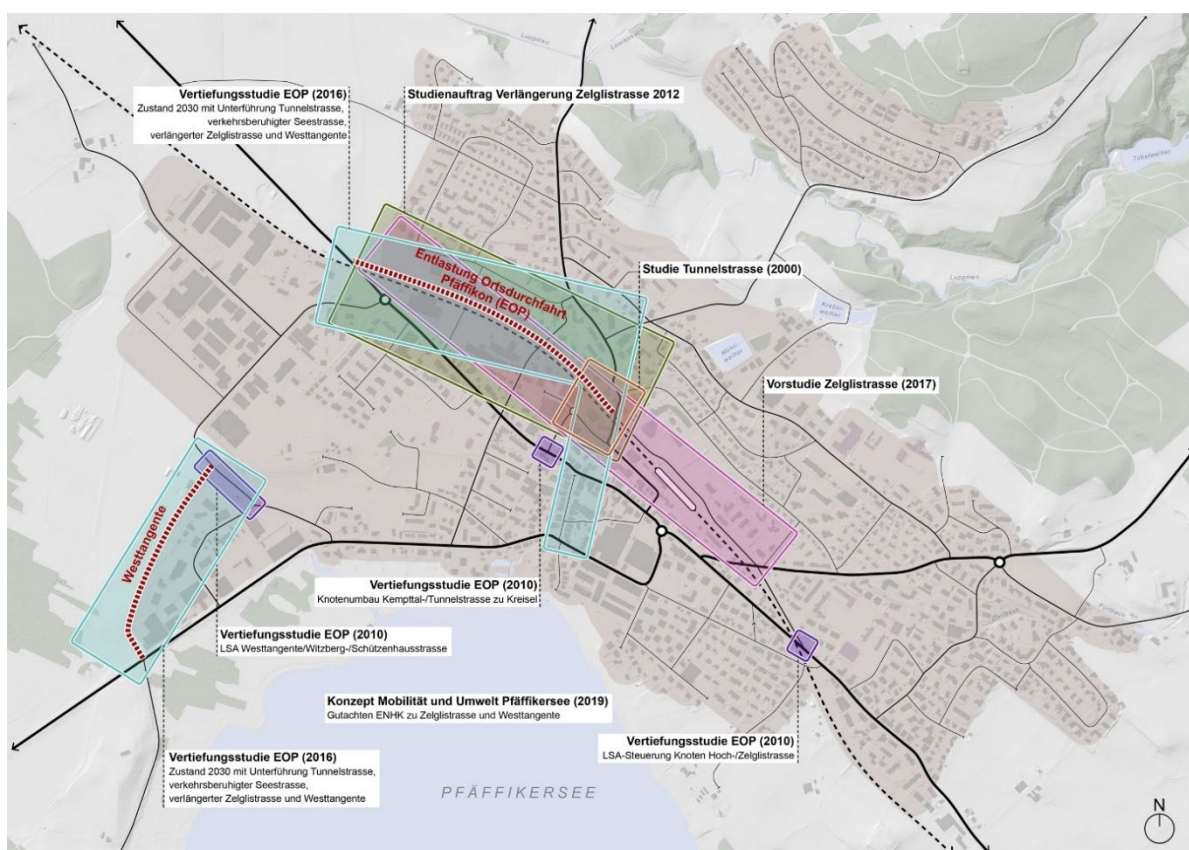 Luppmen
Vertiefungsstudie EOP (2016)
Zustand 2030 mit Unterführung Tunnelstrasse,
verkehrsberuhigter Seestrasse,
verlängerter Zelglistrasse und Westtangente
Studienauftrag Verlängerung Zelglistrasse 2012
Tobelweiher
Entlastung Ortsdurchfahrt
Pfäffikon (EOP)
Studie Tunnelstrasse (2000)
Luppmen
Vorstudie Zelglistrasse (2017)
Westtangente
Vertiefungsstudie EOP (2010)
Knotenumbau Kempttal-/Tunnelstrasse zu Kreisel
Vertiefungsstudie EOP (2010)
LSA Westtangente/Witzberg-/Schützenhausstrasse
Konzept Mobilität und Umwelt Pfäffikersee (2019)
Gutachten ENHK zu Zelglistrasse und Westtangente
Vertiefungsstudie EOP (2010)
LSA-Steuerung Knoten Hoch-/Zelglistrasse
Vertiefungsstudie EOP (2016)
Zustand 2030 mit Unterführung Tunnelstrasse,
verkehrsberuhigter Seestrasse,
verlängerter Zelglistrasse und Westtangente
PFÄFFIKERSEE
N